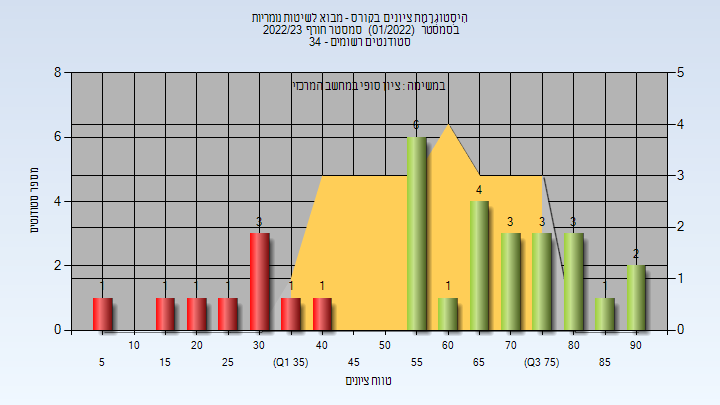 הִיסְטוֹגְרָמַת ציונים בקורס - מבוא לשיטות נומריות
בסמסטר (01/2022) סמסטר חורף 2022/23
סטודנטים רשומים - 34
במשימה : ציון סופי במחשב המרכזי
8 5
6 4
4 3
2 2
0 1
0
מספר סטודנטים
1 1 1 1 3 1 1 6 1 4 3 3 3 1 2
10 20 30 40 50 60 70 80 90
5 15 25 (Q1 35) 45 55 65 (Q3 75) 85
טווח ציונים